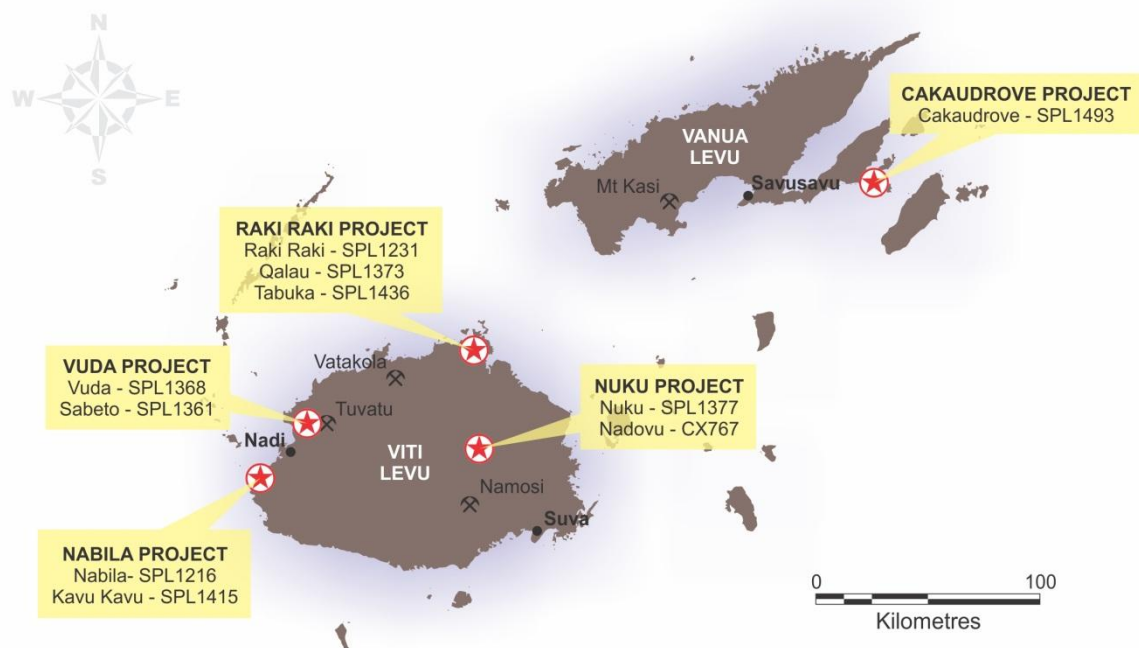 N
W
E
S
CAKAUDROVE PROJECT
Cakaudrove - SPL1493
VANUA
LEVU
Mt Kasi
Savusavu
RAKI RAKI PROJECT
Raki Raki - SPL1231
Qalau - SPL1373
Tabuka - SPL1436
VUDA PROJECT
Vuda - SPL1368
Sabeto - SPL1361
Vatakola
Tuvatu
NUKU PROJECT
Nuku - SPL1377
Nadovu - CX767
Nadi
VITI
LEVU
Namosi
Suva
NABILA PROJECT
Nabila- SPL1216
Kavu Kavu - SPL1415
0
100
Kilometres